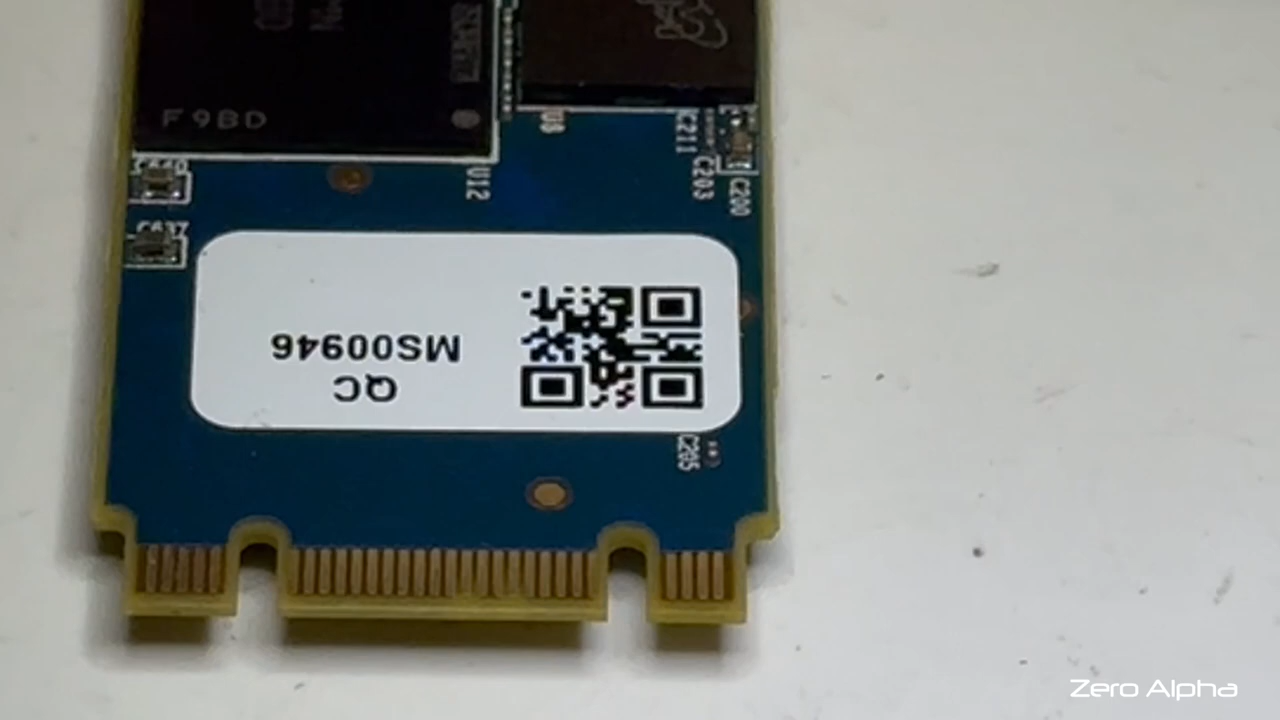 F9BD
U8
C211
C203
C200
U12
QC
MS00946
C205
Zero Alpha